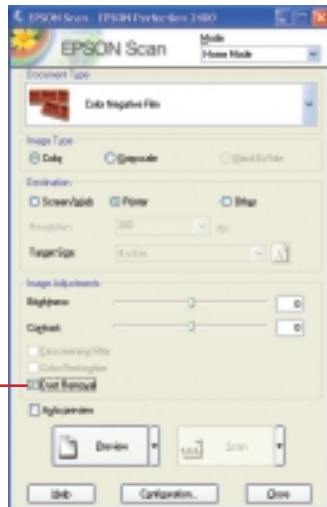 EPSON Scan - EPSON Perfection 2480
EPSON Scan
Mode
Home Mode
Document Type
Color Negative Film
Image Type
Color Grayscale Black&White
Destination
Screen/Web Printer Other
Resolution: 300 dpi
Target Size:
Image Adjustments
Brightness: 0
Contrast: 0
Descreening Filter
Color Restoration
Dust Removal
Auto preview
Preview Scan
Help Configuration... Close